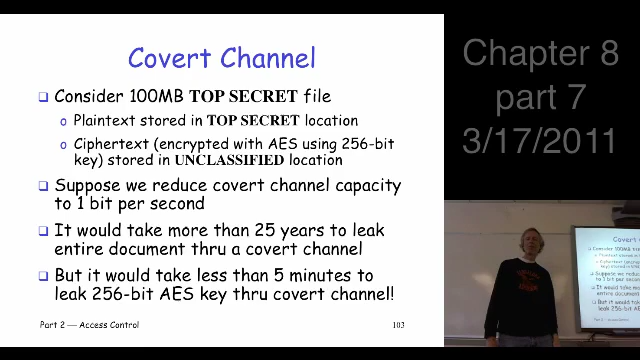 Covert Channel
Consider 100MB TOP SECRET file
Plaintext stored in TOP SECRET location
Ciphertext (encrypted with AES using 256-bit
key) stored in UNCLASSIFIED location
Suppose we reduce covert channel capacity
to 1 bit per second
It would take more than 25 years to leak
entire document thru a covert channel
But it would take less than 5 minutes to
leak 256-bit AES key thru covert channel!
Part 2 — Access Control
103
Chapter 8
part 7
3/17/2011